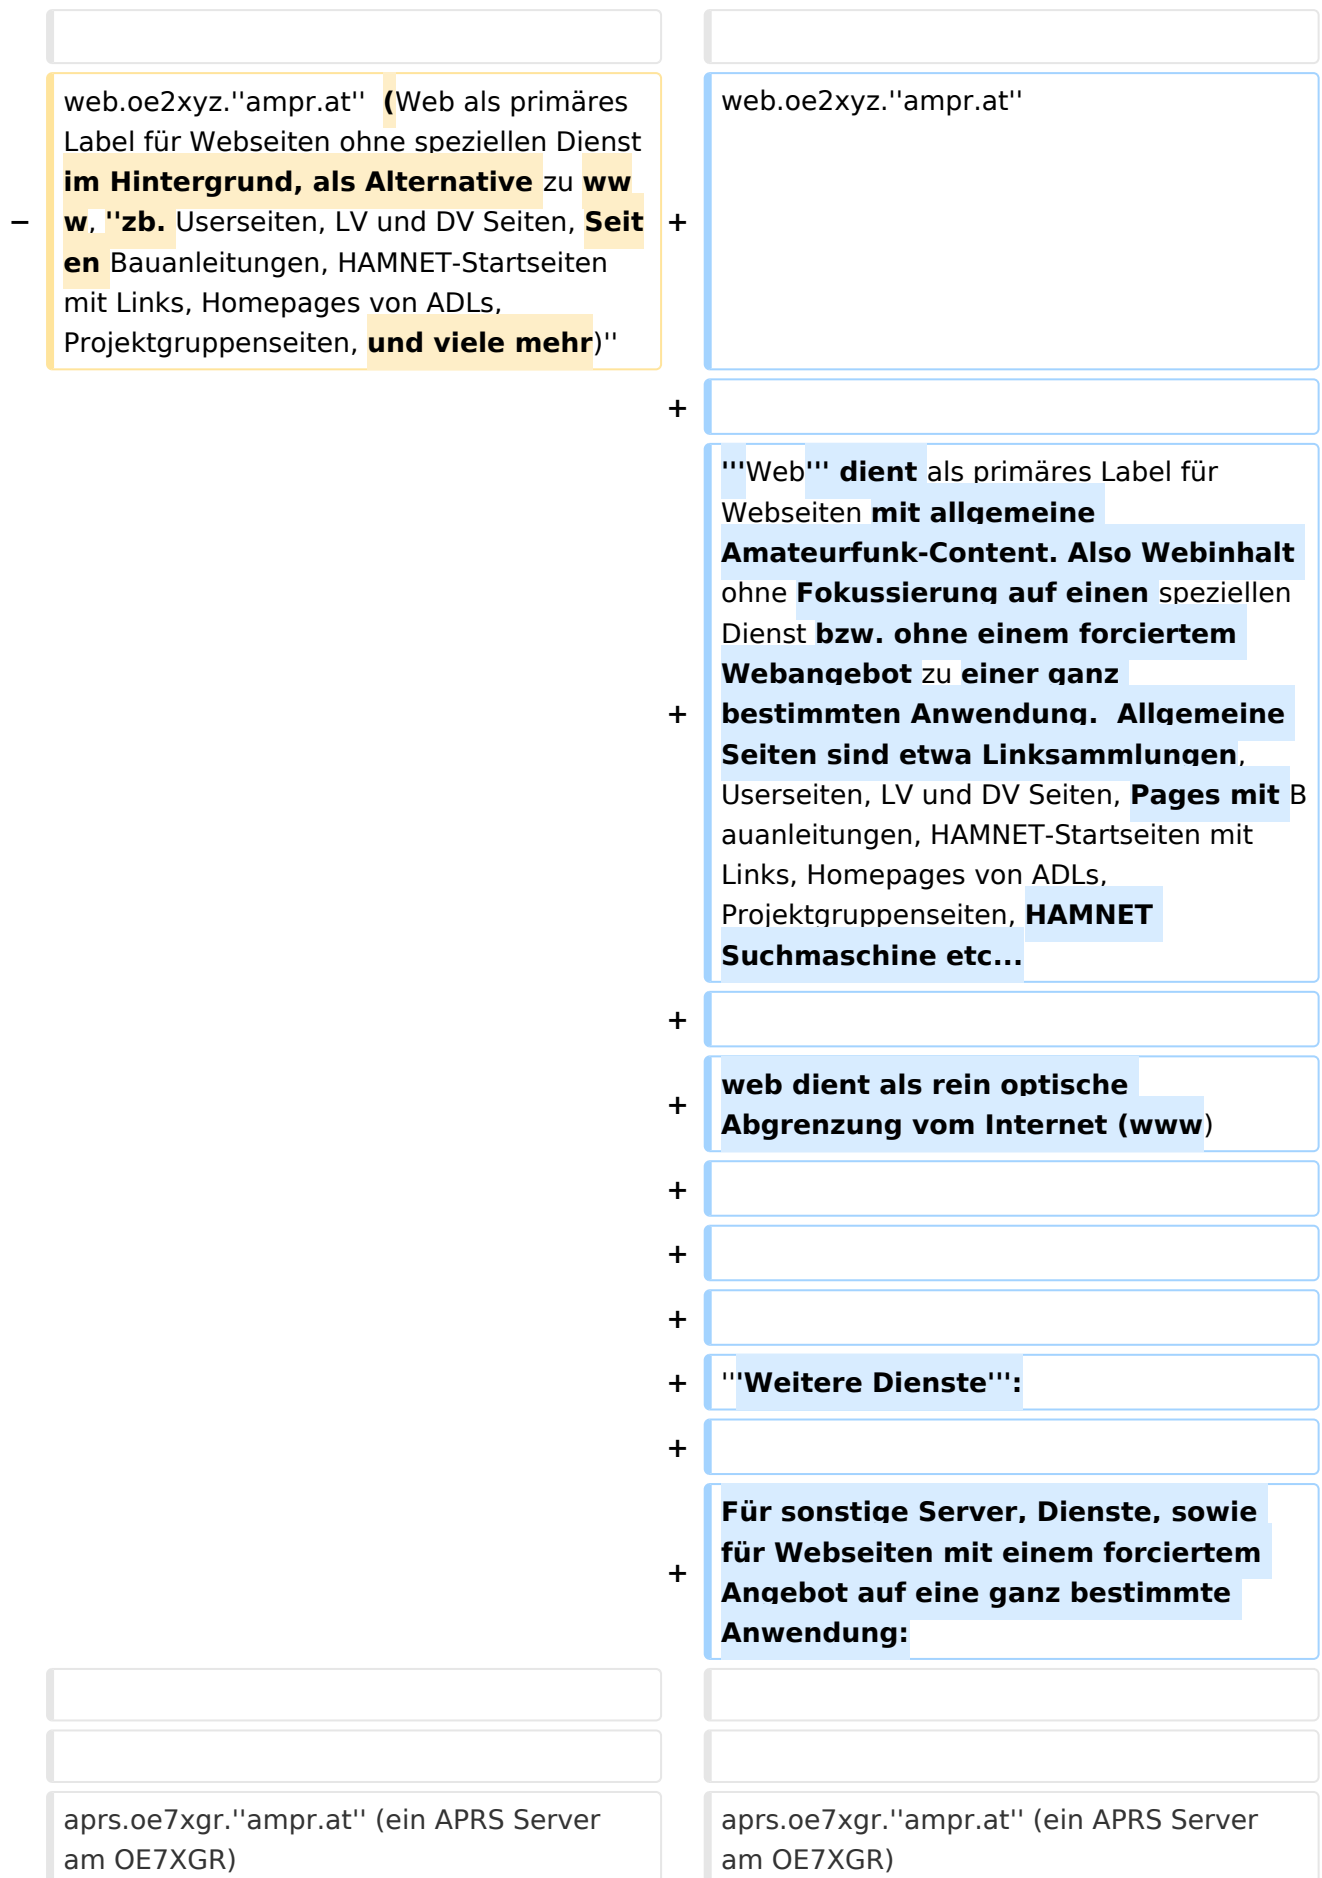 web.oe2xyz.''ampr.at''  (Web als primäres
Label für Webseiten ohne speziellen Dienst
im Hintergrund, als Alternative zu ww
w, ''zb. Userseiten, LV und DV Seiten, Seit
en Bauanleitungen, HAMNET-Startseiten
mit Links, Homepages von ADLs,
Projektgruppenseiten, und viele mehr)''
−
+
web.oe2xyz.''ampr.at''
+
+
'''Web''' dient als primäres Label für
Webseiten mit allgemeine
Amateurfunk-Content. Also Webinhalt
ohne Fokussierung auf einen speziellen
Dienst bzw. ohne einem forciertem
Webangebot zu einer ganz
bestimmten Anwendung.  Allgemeine
Seiten sind etwa Linksammlungen,
Userseiten, LV und DV Seiten, Pages mit B
auanleitungen, HAMNET-Startseiten mit
Links, Homepages von ADLs,
Projektgruppenseiten, HAMNET
Suchmaschine etc...
+
+
web dient als rein optische
Abgrenzung vom Internet (www)
+
+
+
+
'''Weitere Dienste''':
+
+
Für sonstige Server, Dienste, sowie
für Webseiten mit einem forciertem
Angebot auf eine ganz bestimmte
Anwendung:
aprs.oe7xgr.''ampr.at'' (ein APRS Server
am OE7XGR)
aprs.oe7xgr.''ampr.at'' (ein APRS Server
am OE7XGR)